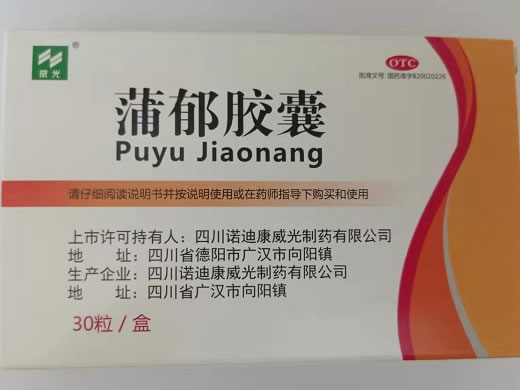 威光
®
OTC
批准文号:国药准字B20020226
蒲郁胶囊
Puyu Jiaonang
请仔细阅读说明书并按说明使用或在药师指导下购买和使用
上市许可持有人：四川诺迪康威光制药有限公司
地　　址：四川省德阳市广汉市向阳镇
生产企业：四川诺迪康威光制药有限公司
地　　址：四川省广汉市向阳镇
30粒 / 盒